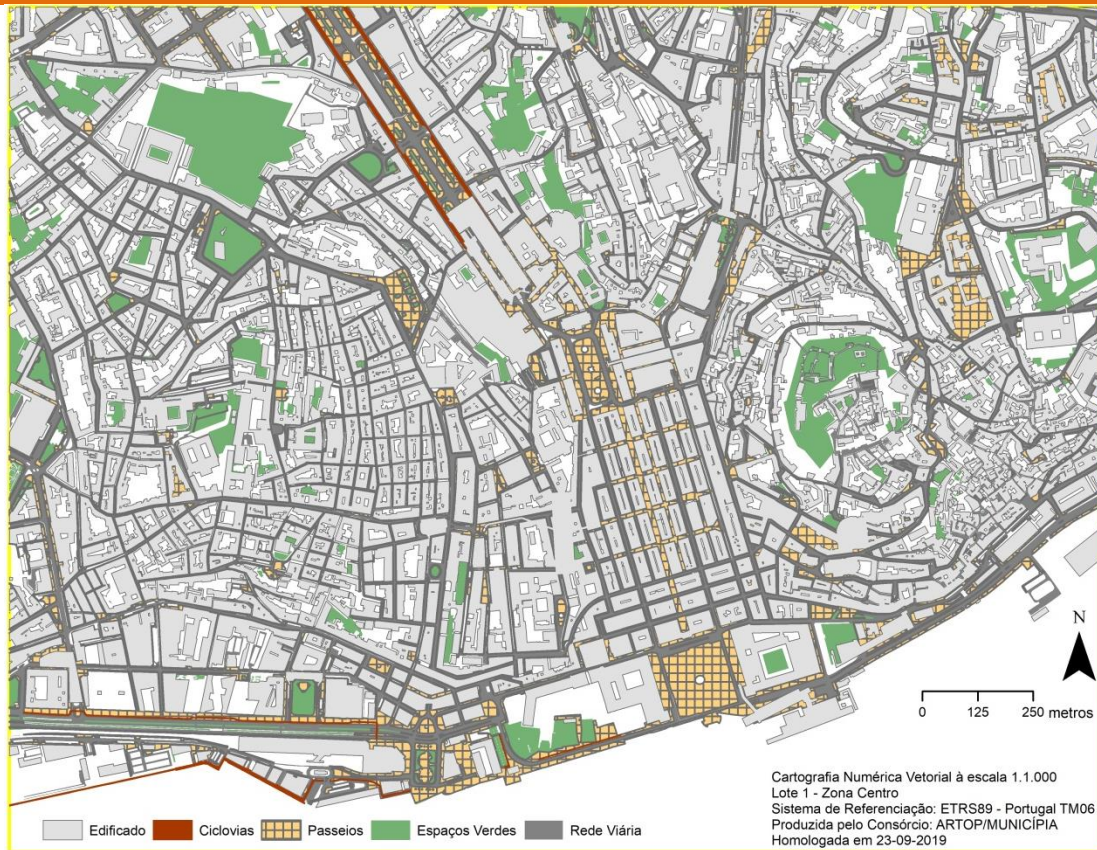 N
0 125 250 metros
Cartografia Numérica Vetorial à escala 1.1.000
Lote 1 - Zona Centro
Sistema de Referenciação: ETRS89 - Portugal TM06
Produzida pelo Consórcio: ARTOP/MUNICÍPIA
Homologada em 23-09-2019
Edificado Ciclovias Passeios Espaços Verdes Rede Viária